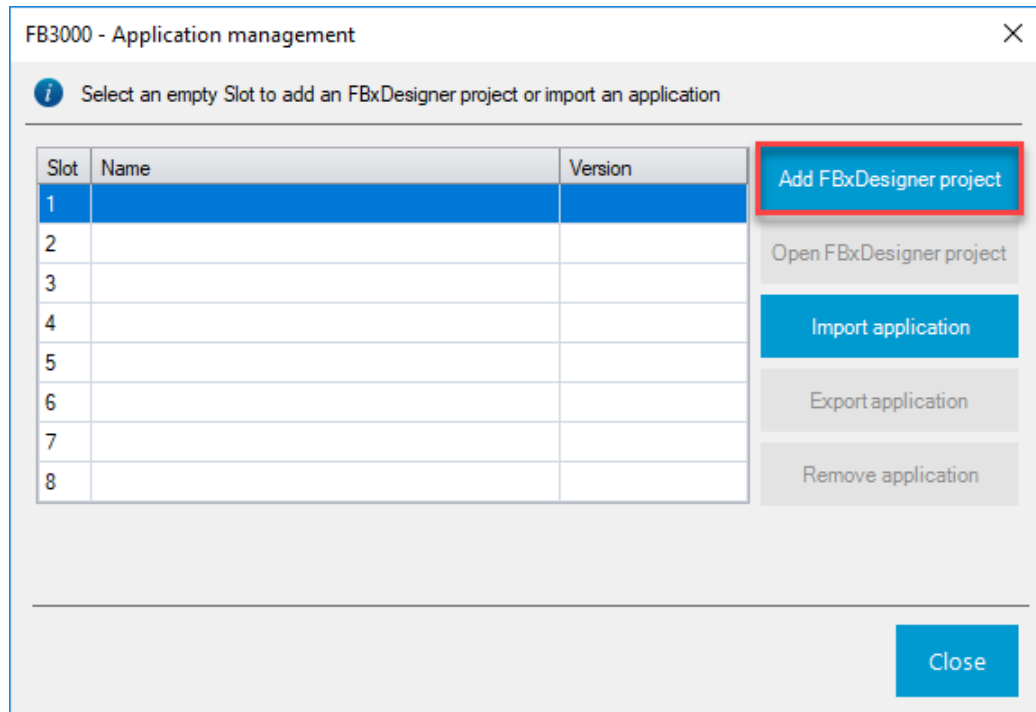 FB3000 - Application management
Select an empty Slot to add an FBxDesigner project or import an application
Slot Name Version
1
2
3
4
5
6
7
8
Add FBxDesigner project
Open FBxDesigner project
Import application
Export application
Remove application
Close